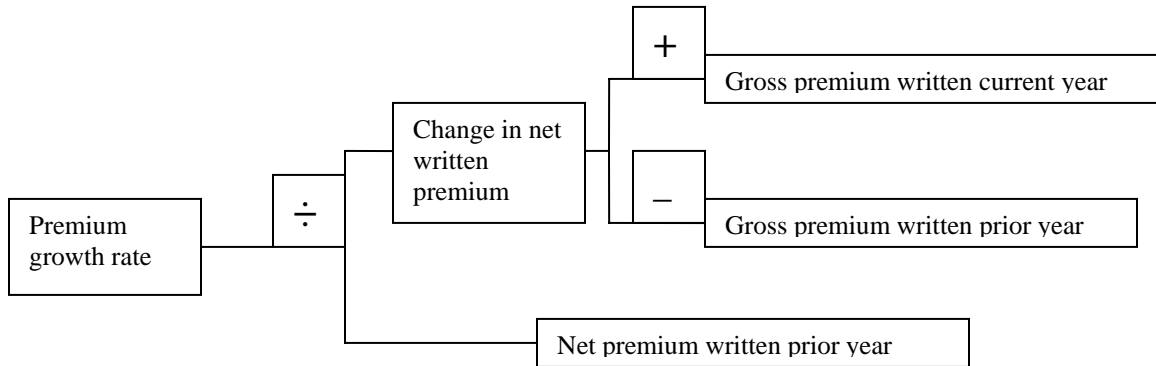 +
Gross premium written current year
Change in net
written
premium
÷
−
Premium
growth rate
Gross premium written prior year
Net premium written prior year